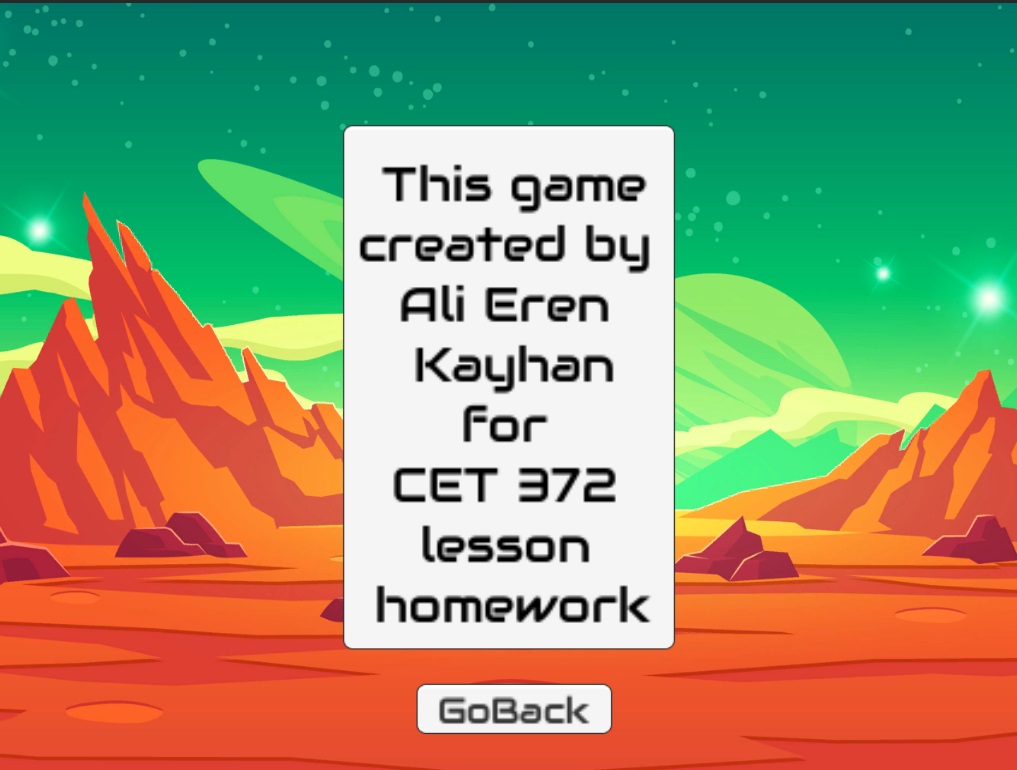 This game
created by
Ali Eren
Kayhan
for
CET 372
lesson
homework
GoBack